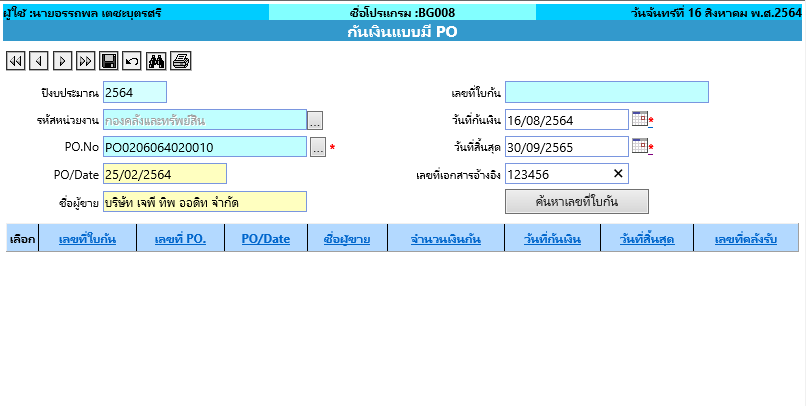 ผู้ใช้ :นายอรรถพล เตชะบุตรศรี ชื่อโปรแกรม :BG008 วันจันทร์ที่ 16 สิงหาคม พ.ศ.2564
กันเงินแบบมี PO
ปีงบประมาณ 2564 เลขที่ใบกัน
รหัสหน่วยงาน กองคลังและทรัพย์สิน ... วันที่กันเงิน 16/08/2564 *
PO.No PO0206064020010 ... * วันที่สิ้นสุด 30/09/2565 *
PO/Date 25/02/2564 เลขที่เอกสารอ้างอิง 123456
ชื่อผู้ขาย บริษัท เจพี ทิพ ออดิท จำกัด ค้นหาเลขที่ใบกัน
เลือก เลขที่ใบกัน เลขที่ PO. PO/Date ชื่อผู้ขาย จำนวนเงินกัน วันที่กันเงิน วันที่สิ้นสุด เลขที่คลังรับ